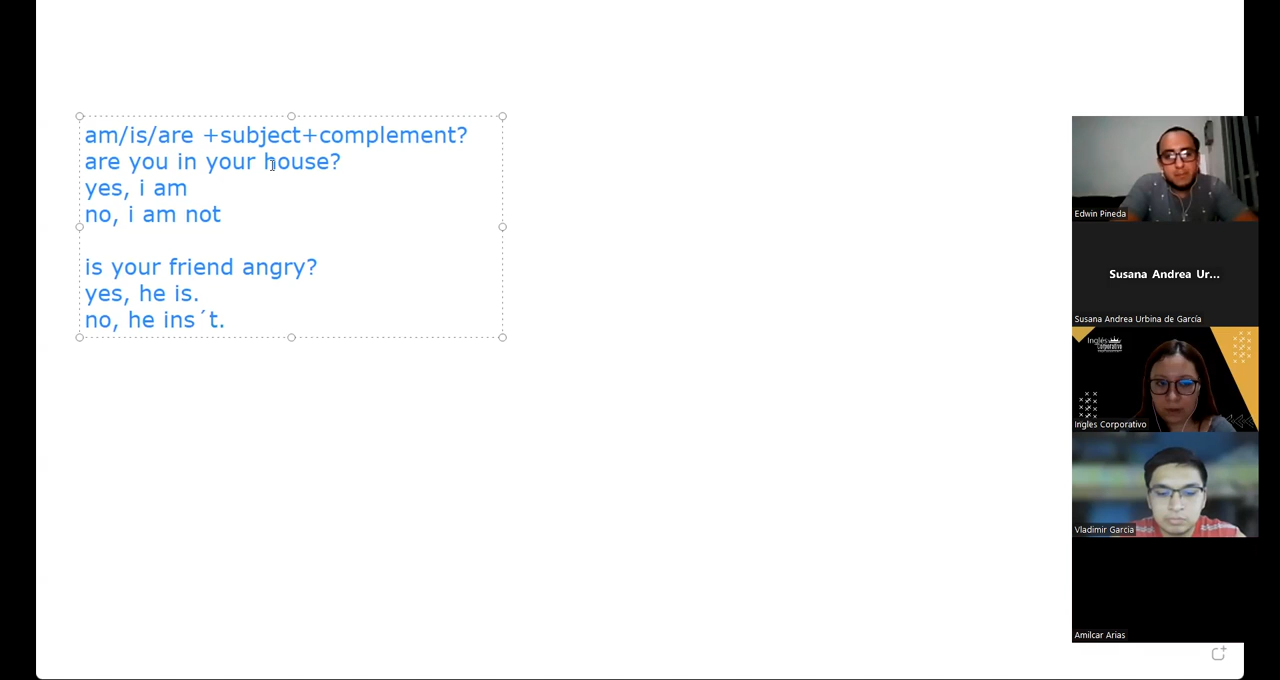 am/is/are +subject+complement?
are you in your house?
yes, i am
no, i am not
is your friend angry?
yes, he is.
no, he ins´t.
Edwin Pineda
Susana Andrea Ur...
Susana Andrea Urbina de García
Inglés
Corporativo
Ingles Corporativo
Vladimir García
Amilcar Arias